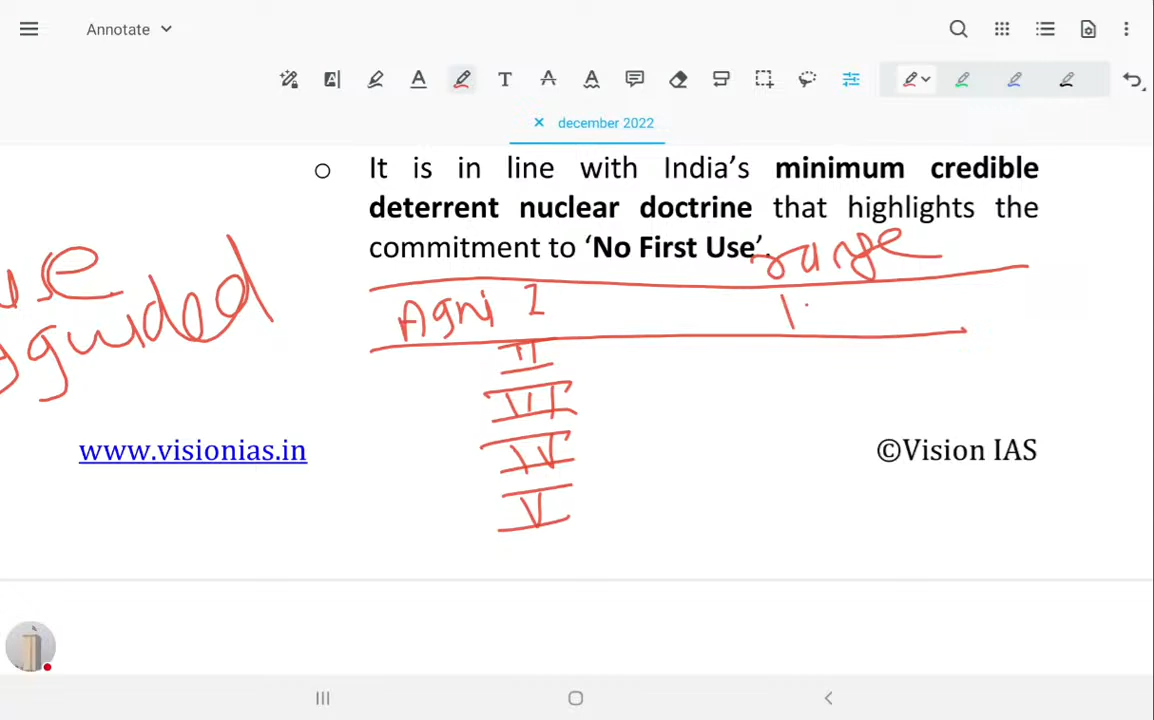 Annotate
december 2022
It is in line with India’s minimum credible
deterrent nuclear doctrine that highlights the
commitment to ‘No First Use’.
range
guided
Agni I
II
III
IV
V
www.visionias.in
©Vision IAS